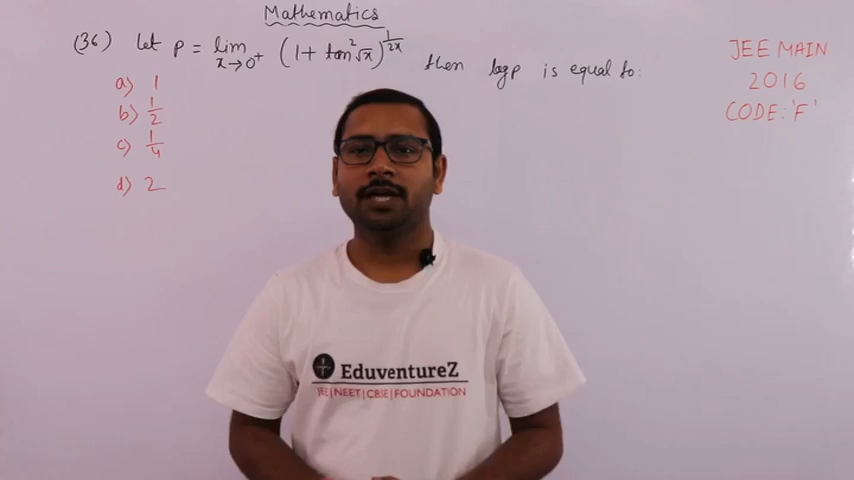 Mathematics
(36) Let p = lim x→0⁺ (1 + tan²√x)^(1/2x) then log p is equal to:
a) 1
b) 1/2
c) 1/4
d) 2
JEE MAIN
2016
CODE: 'F'
EduventureZ
JEE|NEET|CBSE|FOUNDATION